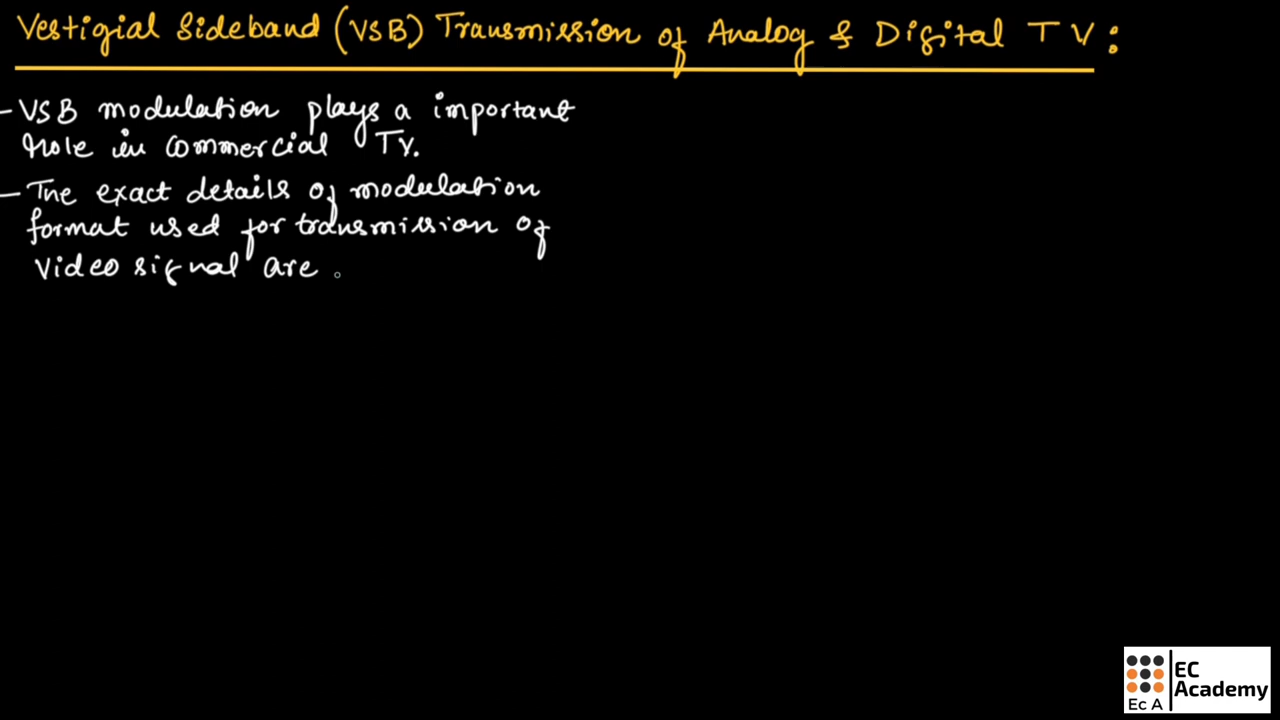 Vestigial Sideband (VSB) Transmission of Analog & Digital TV:
- VSB modulation plays a important
role in commercial TV.
- The exact details of modulation
format used for transmission of
video signal are
EC
Academy
Ec A